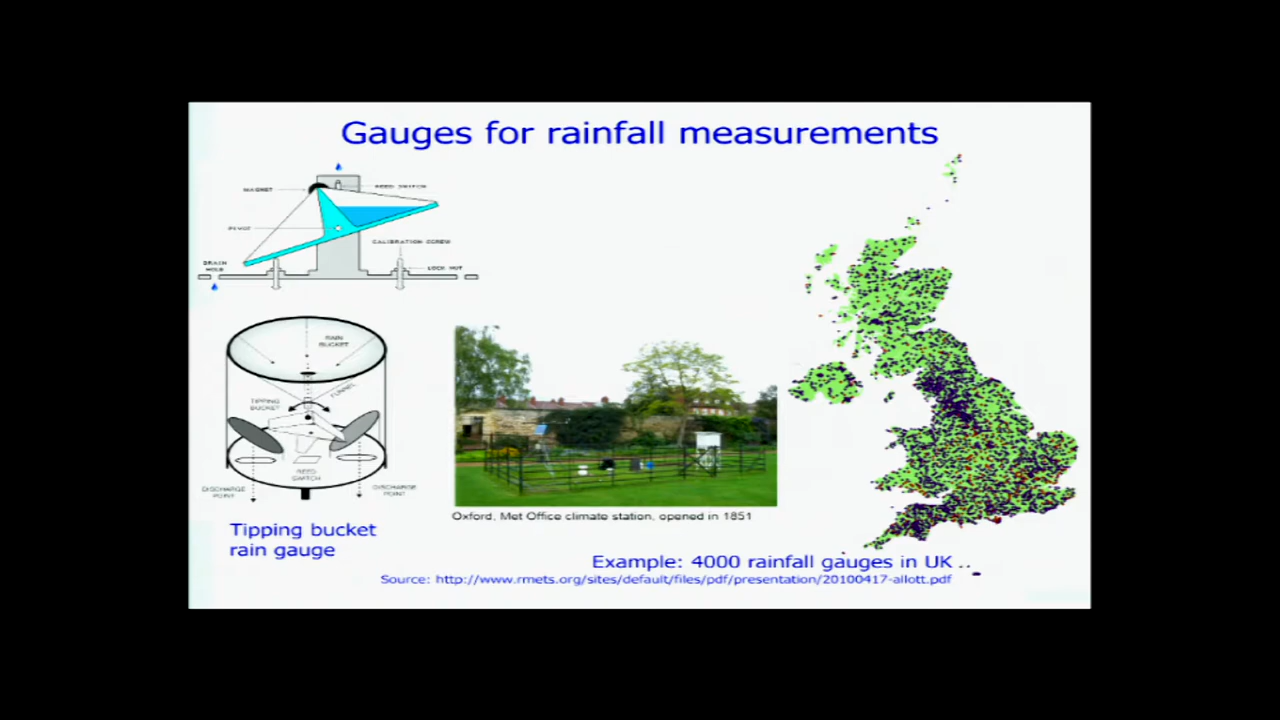 Gauges for rainfall measurements
MAGNET
REED SWITCH
PIVOT
CALIBRATION SCREW
DRAIN
HOLE
LOCK NUT
RAIN
BUCKET
FUNNEL
TIPPING
BUCKET
REED
SWITCH
DISCHARGE
POINT
DISCHARGE
POINT
Tipping bucket
rain gauge
Oxford, Met Office climate station, opened in 1851
Example: 4000 rainfall gauges in UK ..
Source: http://www.rmets.org/sites/default/files/pdf/presentation/20100417-allott.pdf